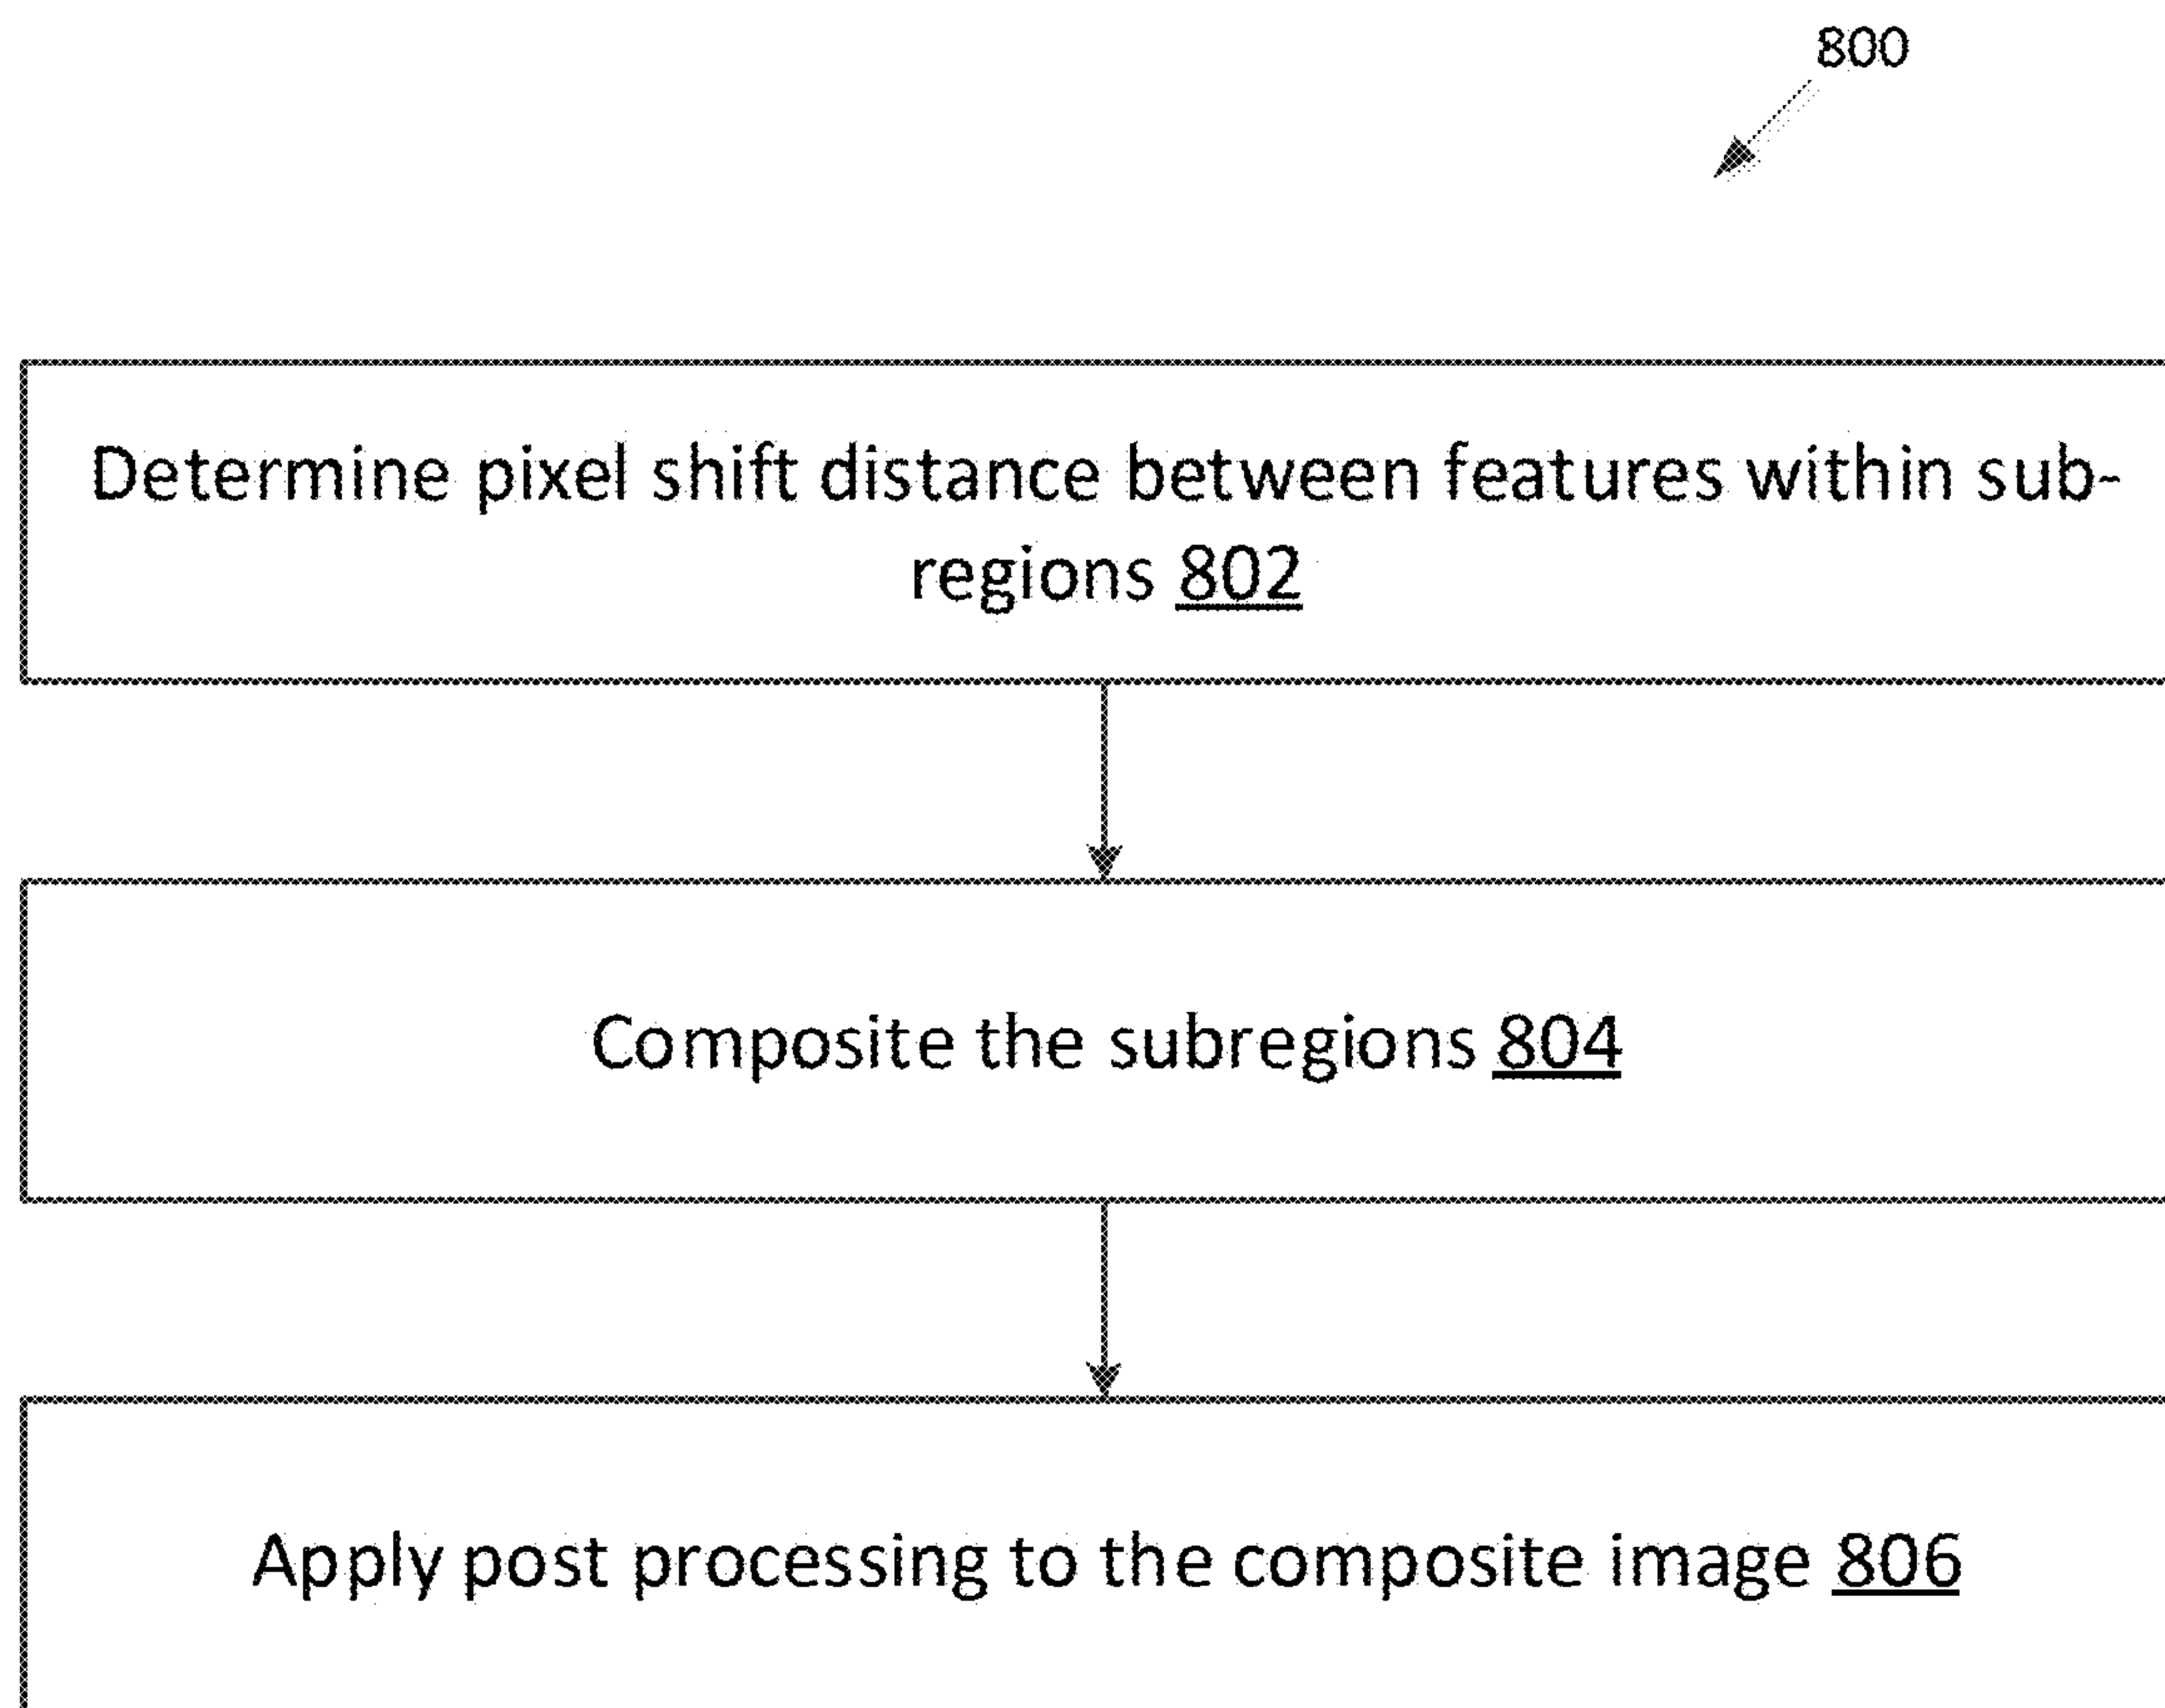 800
Determine pixel shift distance between features within sub-
regions 802
Composite the subregions 804
Apply post processing to the composite image 806